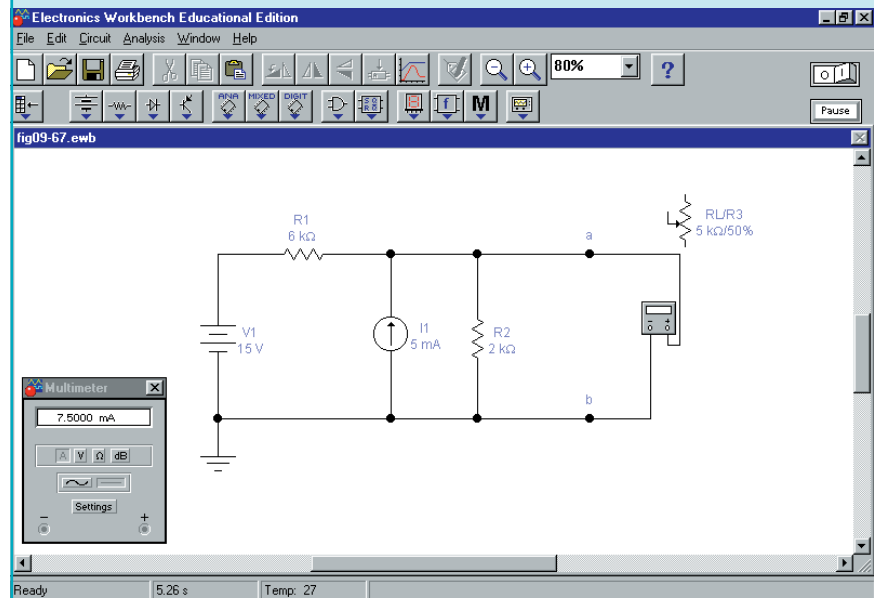 Electronics Workbench Educational Edition
File Edit Circuit Analysis Window Help
80%
?
ANA MIXED DIGIT
M
Pause
fig09-67.ewb
R1
6 kΩ
a
RL/R3
5 kΩ/50%
V1
15 V
I1
5 mA
R2
2 kΩ
b
Multimeter
7.5000 mA
A V Ω dB
Settings
− +
Ready 5.26 s Temp: 27